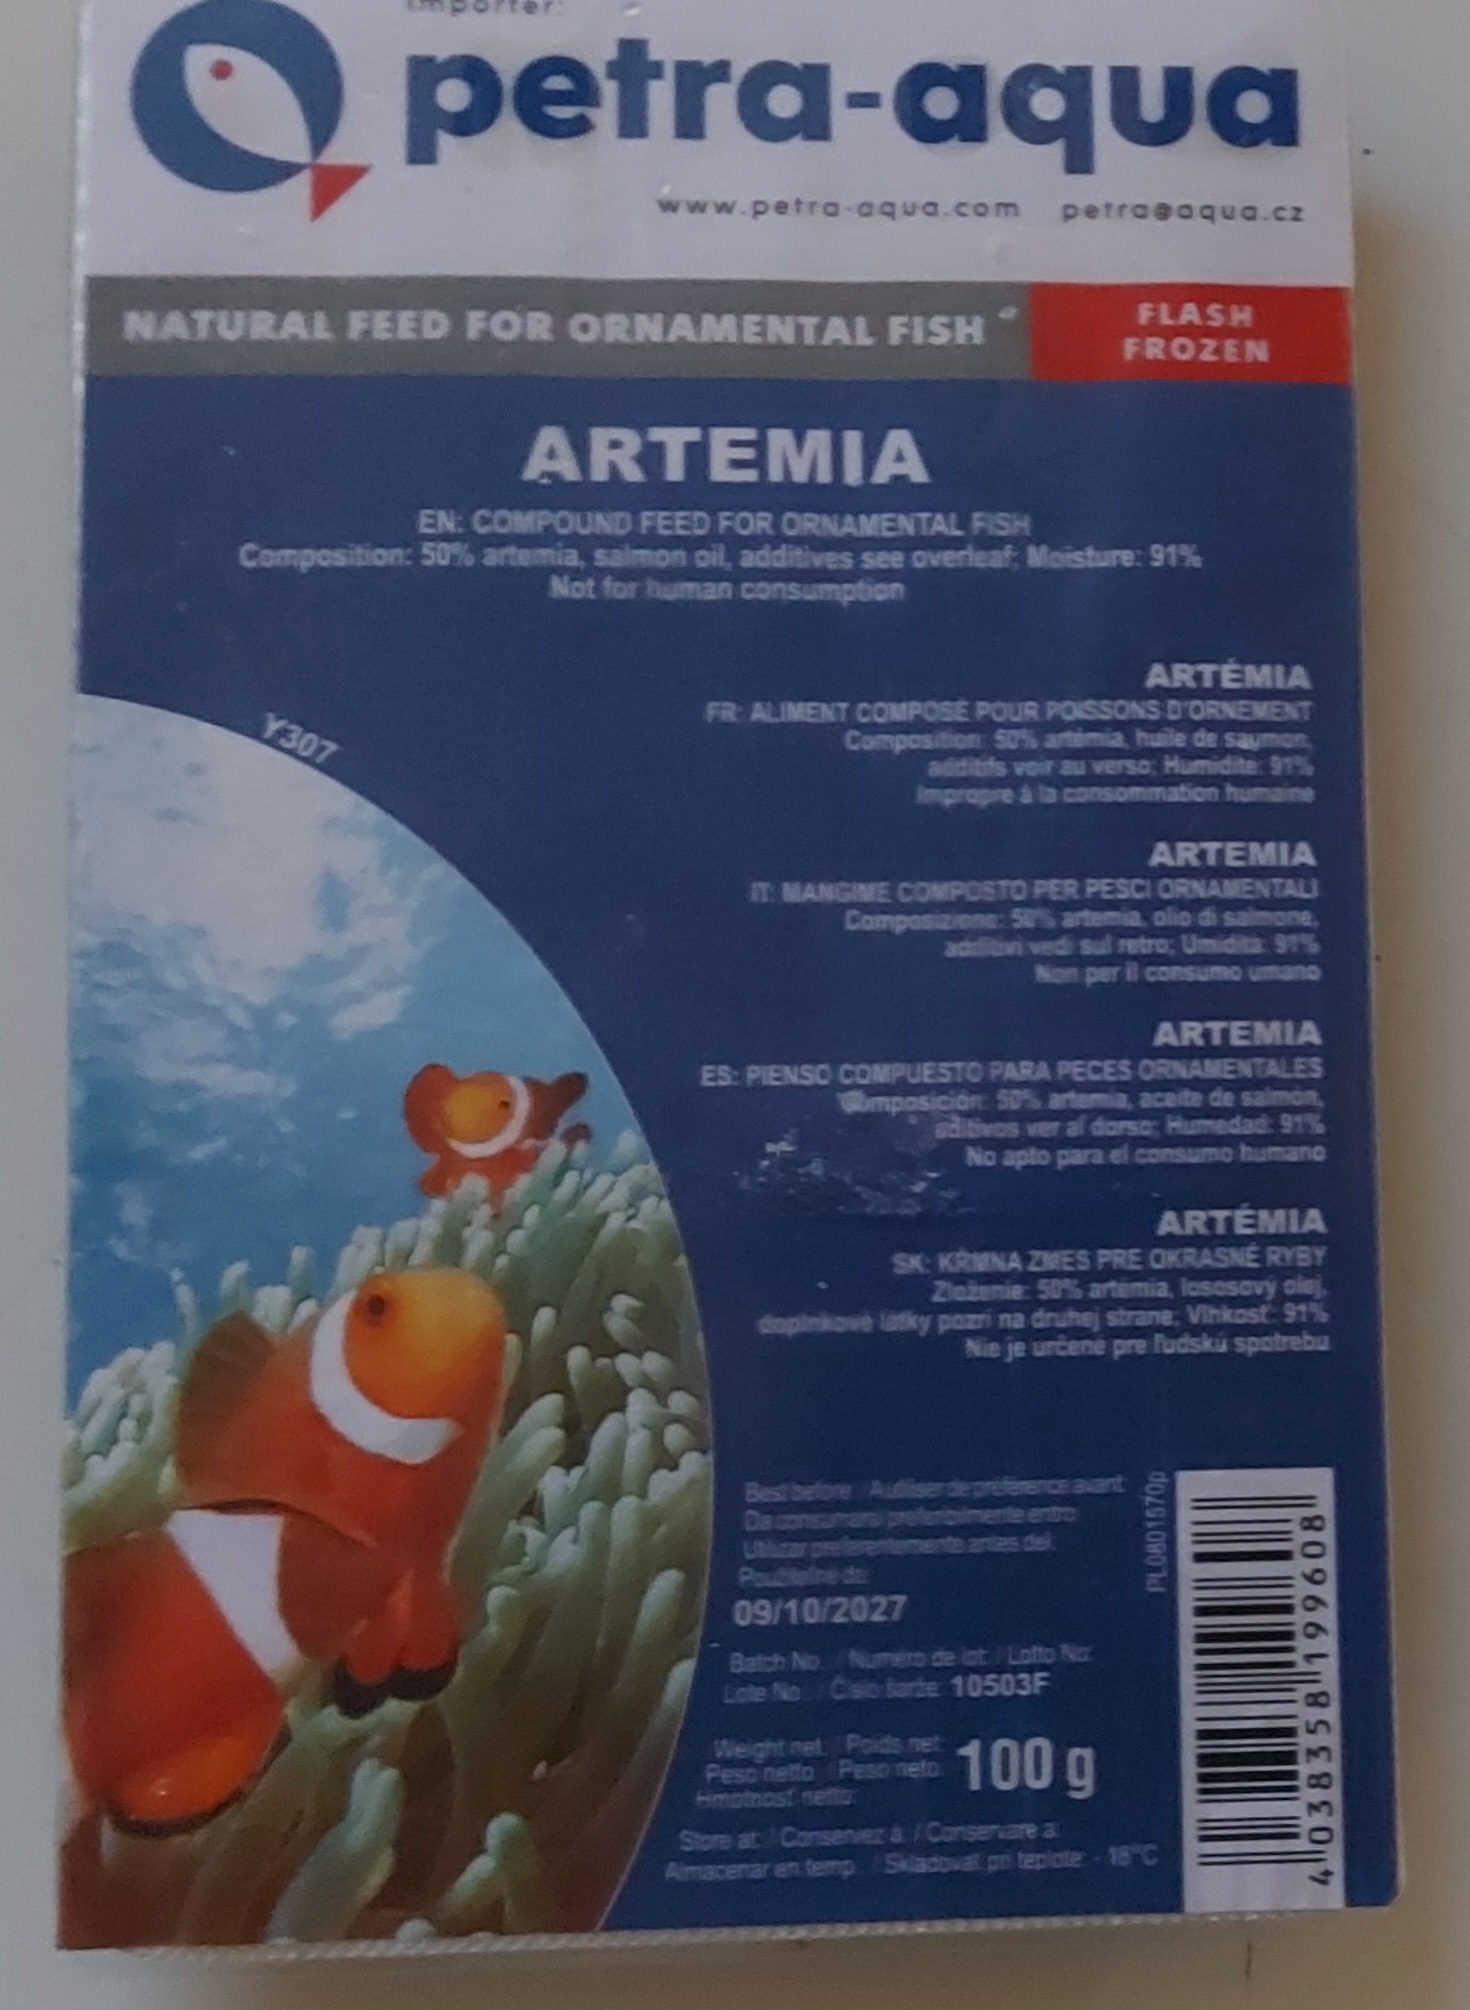 Importer:
petra-aqua
www.petra-aqua.com petra@aqua.cz
NATURAL FEED FOR ORNAMENTAL FISH
FLASH
FROZEN
ARTEMIA
EN: COMPOUND FEED FOR ORNAMENTAL FISH
Composition: 50% artemia, salmon oil, additives see overleaf; Moisture: 91%
Not for human consumption
Y307
ARTÉMIA
FR: ALIMENT COMPOSÉ POUR POISSONS D'ORNEMENT
Composition: 50% artémia, huile de saumon,
additifs voir au verso; Humidité: 91%
Impropre à la consommation humaine
ARTEMIA
IT: MANGIME COMPOSTO PER PESCI ORNAMENTALI
Composizione: 50% artemia, olio di salmone,
additivi vedi sul retro; Umidità: 91%
Non per il consumo umano
ARTEMIA
ES: PIENSO COMPUESTO PARA PECES ORNAMENTALES
Composición: 50% artemia, aceite de salmón,
aditivos ver al dorso; Humedad: 91%
No apto para el consumo humano
ARTÉMIA
SK: KŔMNA ZMES PRE OKRASNÉ RYBY
Zloženie: 50% artémia, lososový olej,
doplnkové látky pozri na druhej strane; Vlhkosť: 91%
Nie je určené pre ľudskú spotrebu
Best before / A utiliser de préférence avant:
Da consumarsi preferibilmente entro:
Utilizar preferentemente antes del:
Použiteľné do:
09/10/2027
Batch No. / Numéro de lot: / Lotto No:
Lote No. / Číslo šarže: 10503F
Weight net: / Poids net:
Peso netto: / Peso neto: 100 g
Hmotnosť netto:
Store at: / Conservez à: / Conservare a:
Almacenar en temp. / Skladovať pri teplote: - 18°C
PL0801570p
4 038358 199608